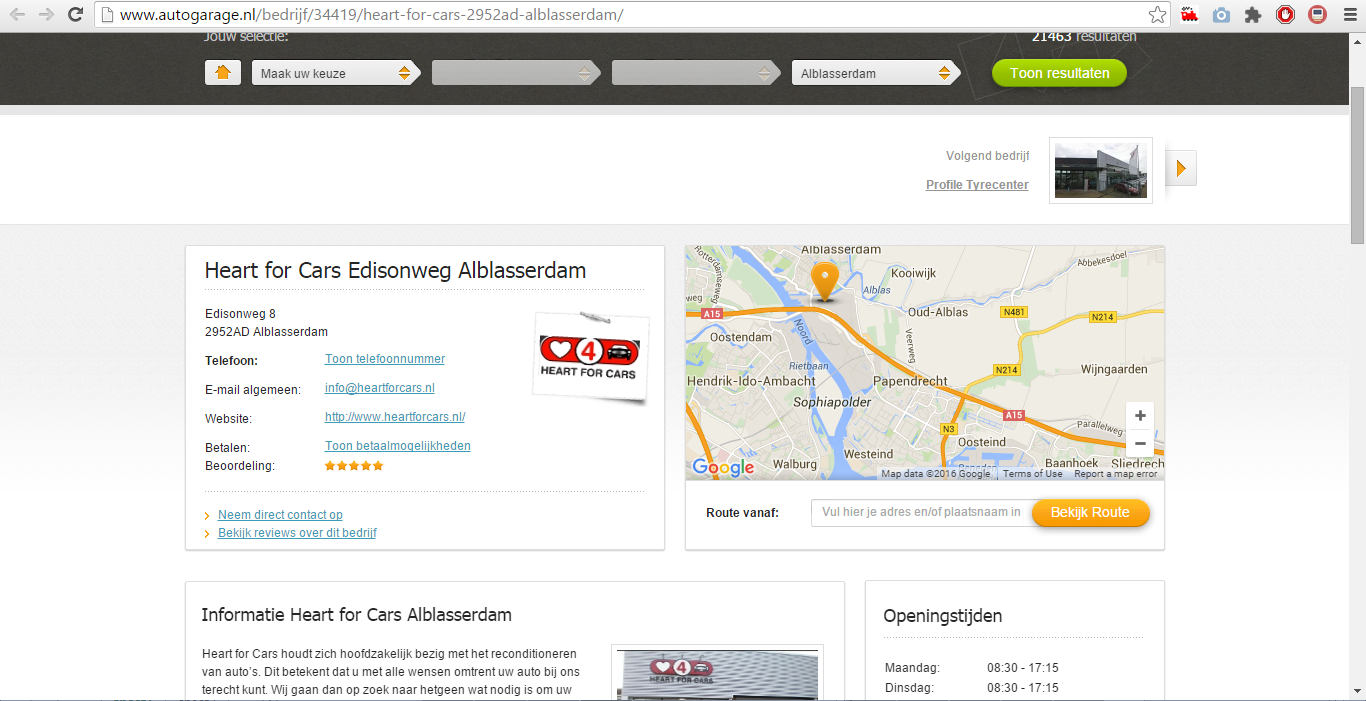 www.autogarage.nl/bedrijf/34419/heart-for-cars-2952ad-alblasserdam/
Jouw selectie:
21463 resultaten
Maak uw keuze
Alblasserdam
Toon resultaten
Volgend bedrijf
Profile Tyrecenter
Heart for Cars Edisonweg Alblasserdam
Edisonweg 8
2952AD Alblasserdam
Telefoon: Toon telefoonnummer
E-mail algemeen: info@heartforcars.nl
Website: http://www.heartforcars.nl/
Betalen: Toon betaalmogelijkheden
Beoordeling:
4
HEART FOR CARS
Neem direct contact op
Bekijk reviews over dit bedrijf
Alblasserdam
Rotterdamseweg
Kooiwijk
Abbekesdoel
Alblas
weg
A15
Oud-Alblas
N481
N214
Noord
Oostendam
Veerweg
Rietbaan
N214
Wijngaarden
Hendrik-Ido-Ambacht
Papendrecht
Sophiapolder
A15
+
N3
Parallelweg
Oosteind
−
Westeind
Walburg
Baanhoek
Sliedrech
Google
Map data ©2016 Google
Terms of Use
Report a map error
Route vanaf:
Vul hier je adres en/of plaatsnaam in
Bekijk Route
Informatie Heart for Cars Alblasserdam
Heart for Cars houdt zich hoofdzakelijk bezig met het reconditioneren
van auto's. Dit betekent dat u met alle wensen omtrent uw auto bij ons
terecht kunt. Wij gaan dan op zoek naar hetgeen wat nodig is om uw
4
HEART FOR CARS
Openingstijden
Maandag: 08:30 - 17:15
Dinsdag: 08:30 - 17:15